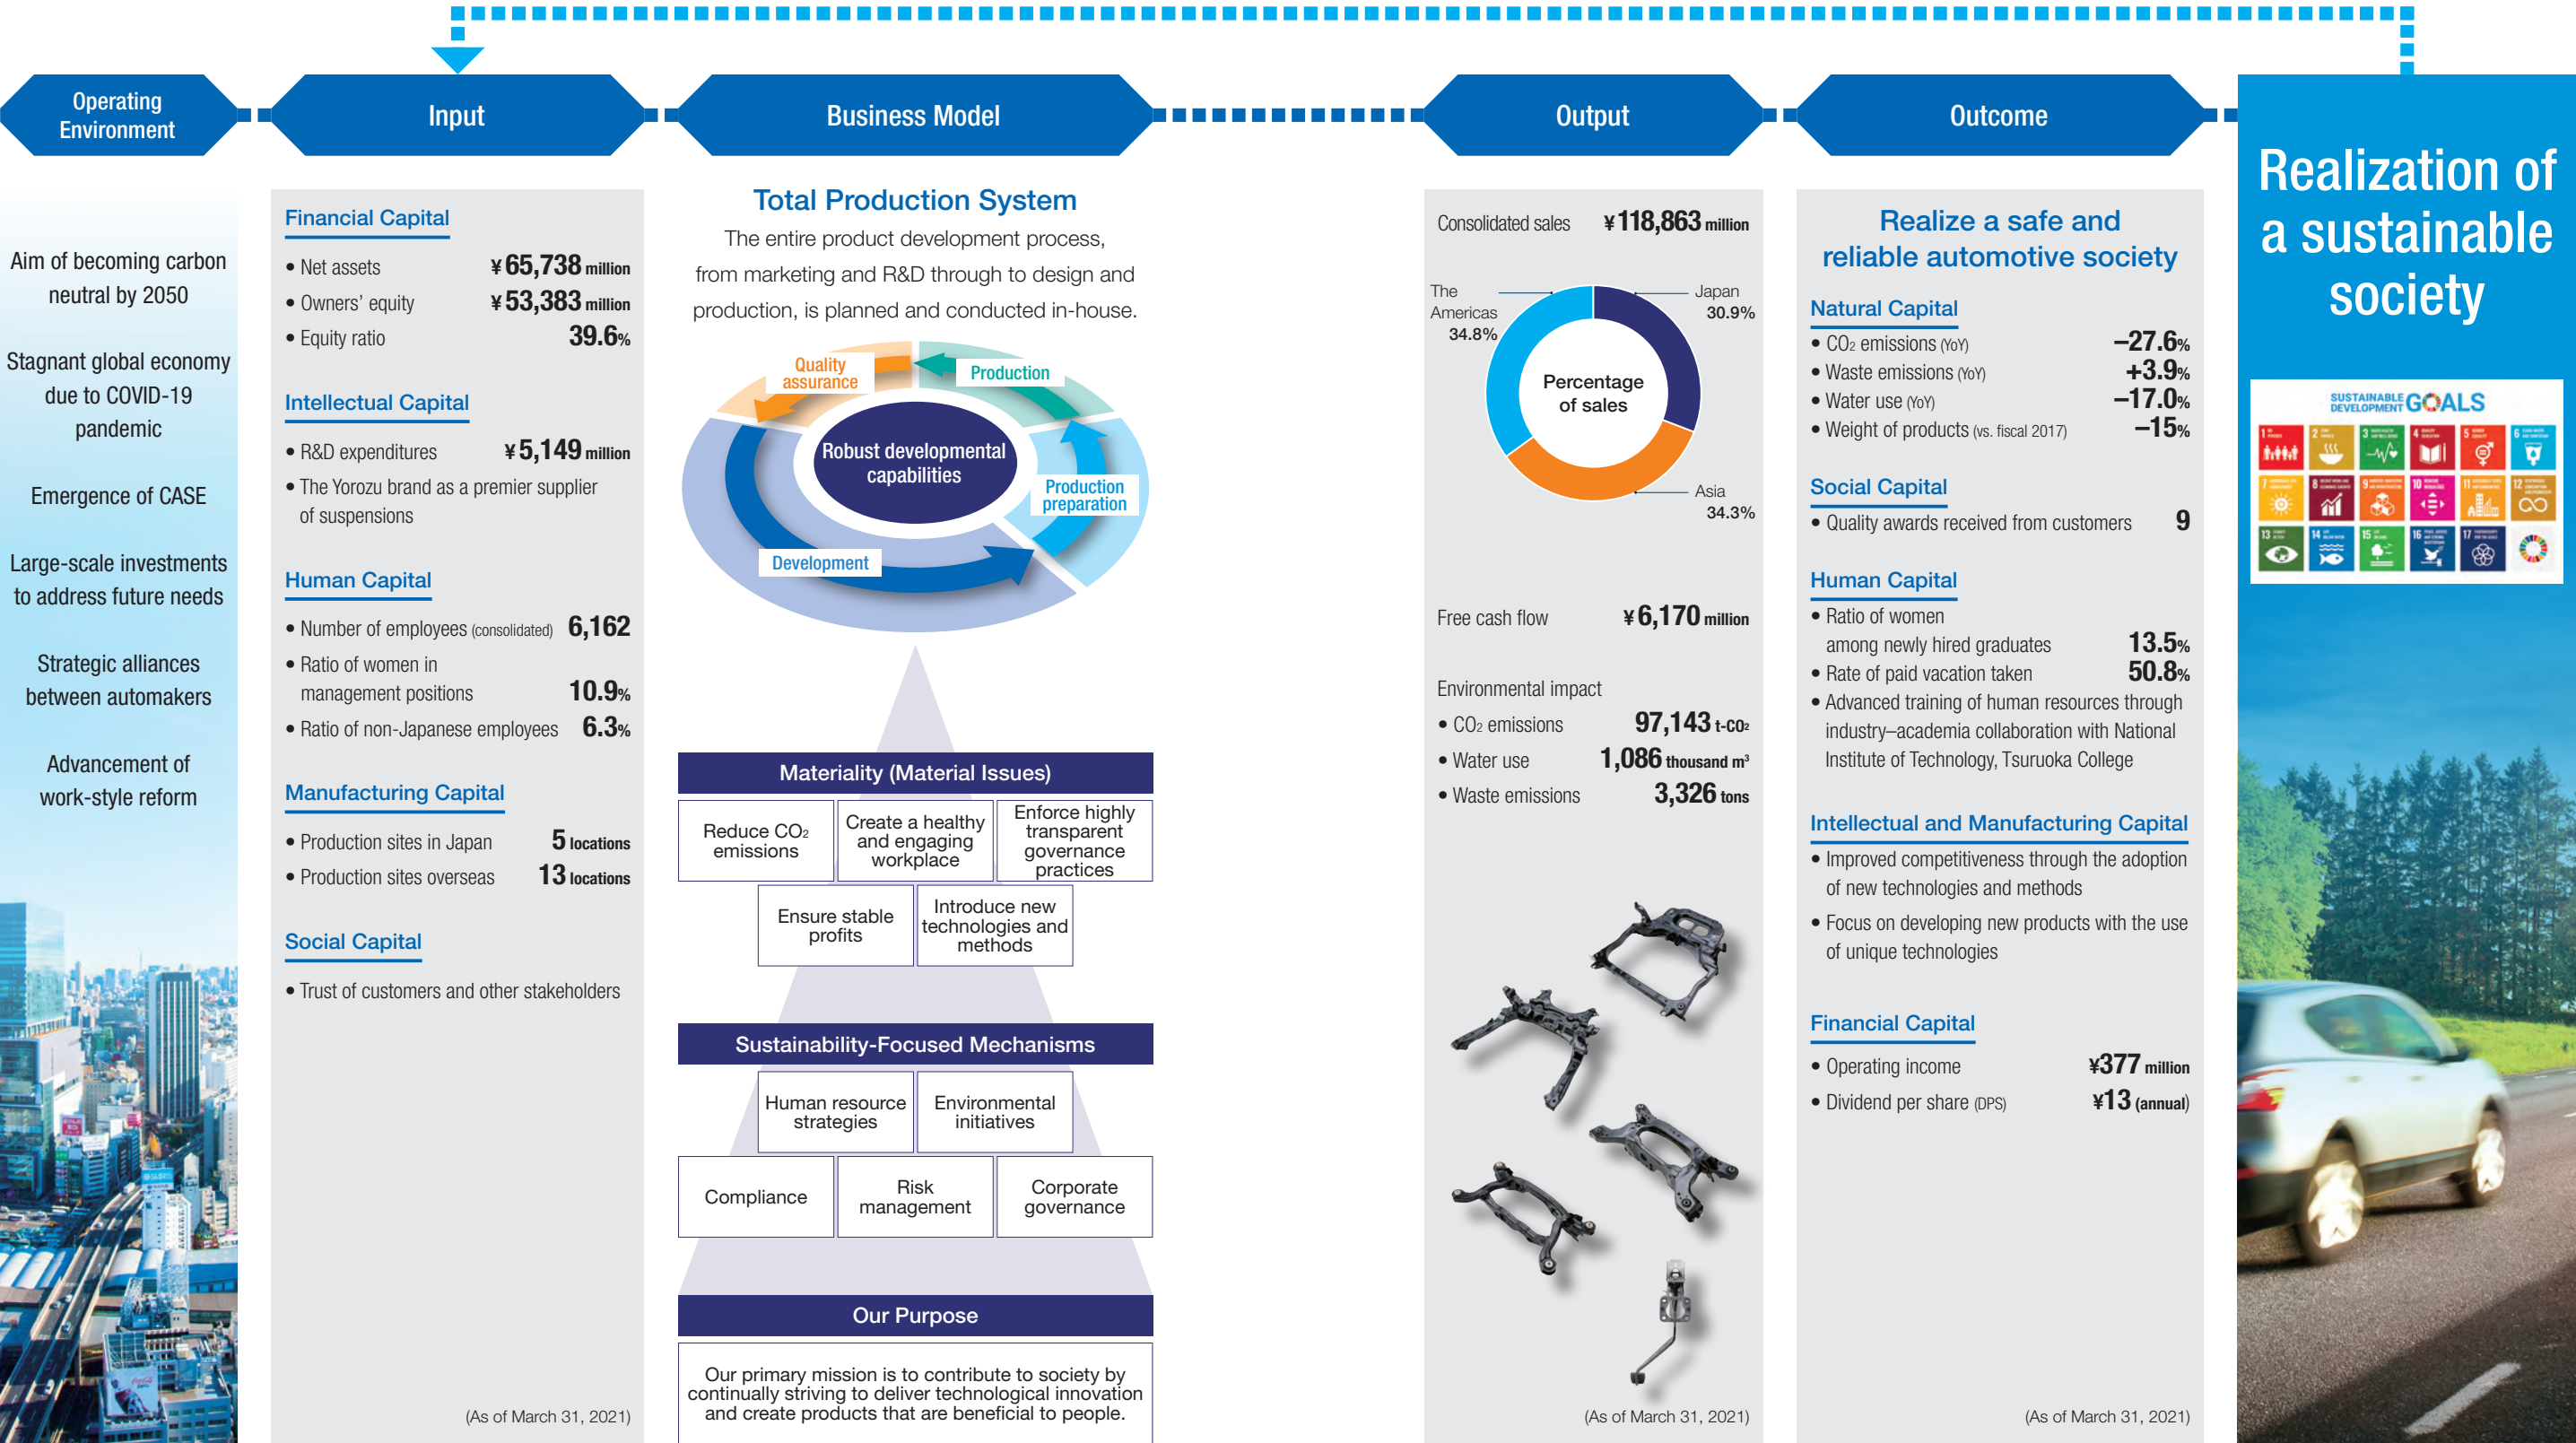 Operating
Environment
Input
Business Model
Output
Outcome
Realization of
a sustainable
society
Aim of becoming carbon
neutral by 2050
Stagnant global economy
due to COVID-19
pandemic
Emergence of CASE
Large-scale investments
to address future needs
Strategic alliances
between automakers
Advancement of
work-style reform
Financial Capital
• Net assets ¥65,738 million
• Owners’ equity ¥53,383 million
• Equity ratio 39.6%
Intellectual Capital
• R&D expenditures ¥5,149 million
• The Yorozu brand as a premier supplier
of suspensions
Human Capital
• Number of employees (consolidated) 6,162
• Ratio of women in
management positions 10.9%
• Ratio of non-Japanese employees 6.3%
Manufacturing Capital
• Production sites in Japan 5 locations
• Production sites overseas 13 locations
Social Capital
• Trust of customers and other stakeholders
(As of March 31, 2021)
Total Production System
The entire product development process,
from marketing and R&D through to design and
production, is planned and conducted in-house.
Quality
assurance
Production
Robust developmental
capabilities
Production
preparation
Development
Materiality (Material Issues)
Reduce CO2
emissions
Create a healthy
and engaging
workplace
Enforce highly
transparent
governance
practices
Ensure stable
profits
Introduce new
technologies and
methods
Sustainability-Focused Mechanisms
Human resource
strategies
Environmental
initiatives
Compliance
Risk
management
Corporate
governance
Our Purpose
Our primary mission is to contribute to society by
continually striving to deliver technological innovation
and create products that are beneficial to people.
Consolidated sales ¥118,863 million
The
Americas
34.8%
Japan
30.9%
Percentage
of sales
Asia
34.3%
Free cash flow ¥6,170 million
Environmental impact
• CO2 emissions 97,143 t-CO2
• Water use 1,086 thousand m3
• Waste emissions 3,326 tons
(As of March 31, 2021)
Realize a safe and
reliable automotive society
Natural Capital
• CO2 emissions (YoY) –27.6%
• Waste emissions (YoY) +3.9%
• Water use (YoY) –17.0%
• Weight of products (vs. fiscal 2017) –15%
Social Capital
• Quality awards received from customers 9
Human Capital
• Ratio of women
among newly hired graduates 13.5%
• Rate of paid vacation taken 50.8%
• Advanced training of human resources through
industry–academia collaboration with National
Institute of Technology, Tsuruoka College
Intellectual and Manufacturing Capital
• Improved competitiveness through the adoption
of new technologies and methods
• Focus on developing new products with the use
of unique technologies
Financial Capital
• Operating income ¥377 million
• Dividend per share (DPS) ¥13 (annual)
(As of March 31, 2021)
SUSTAINABLE
DEVELOPMENT GOALS
1 2 3 4 5 6
7 8 9 10 11 12
13 14 15 16 17